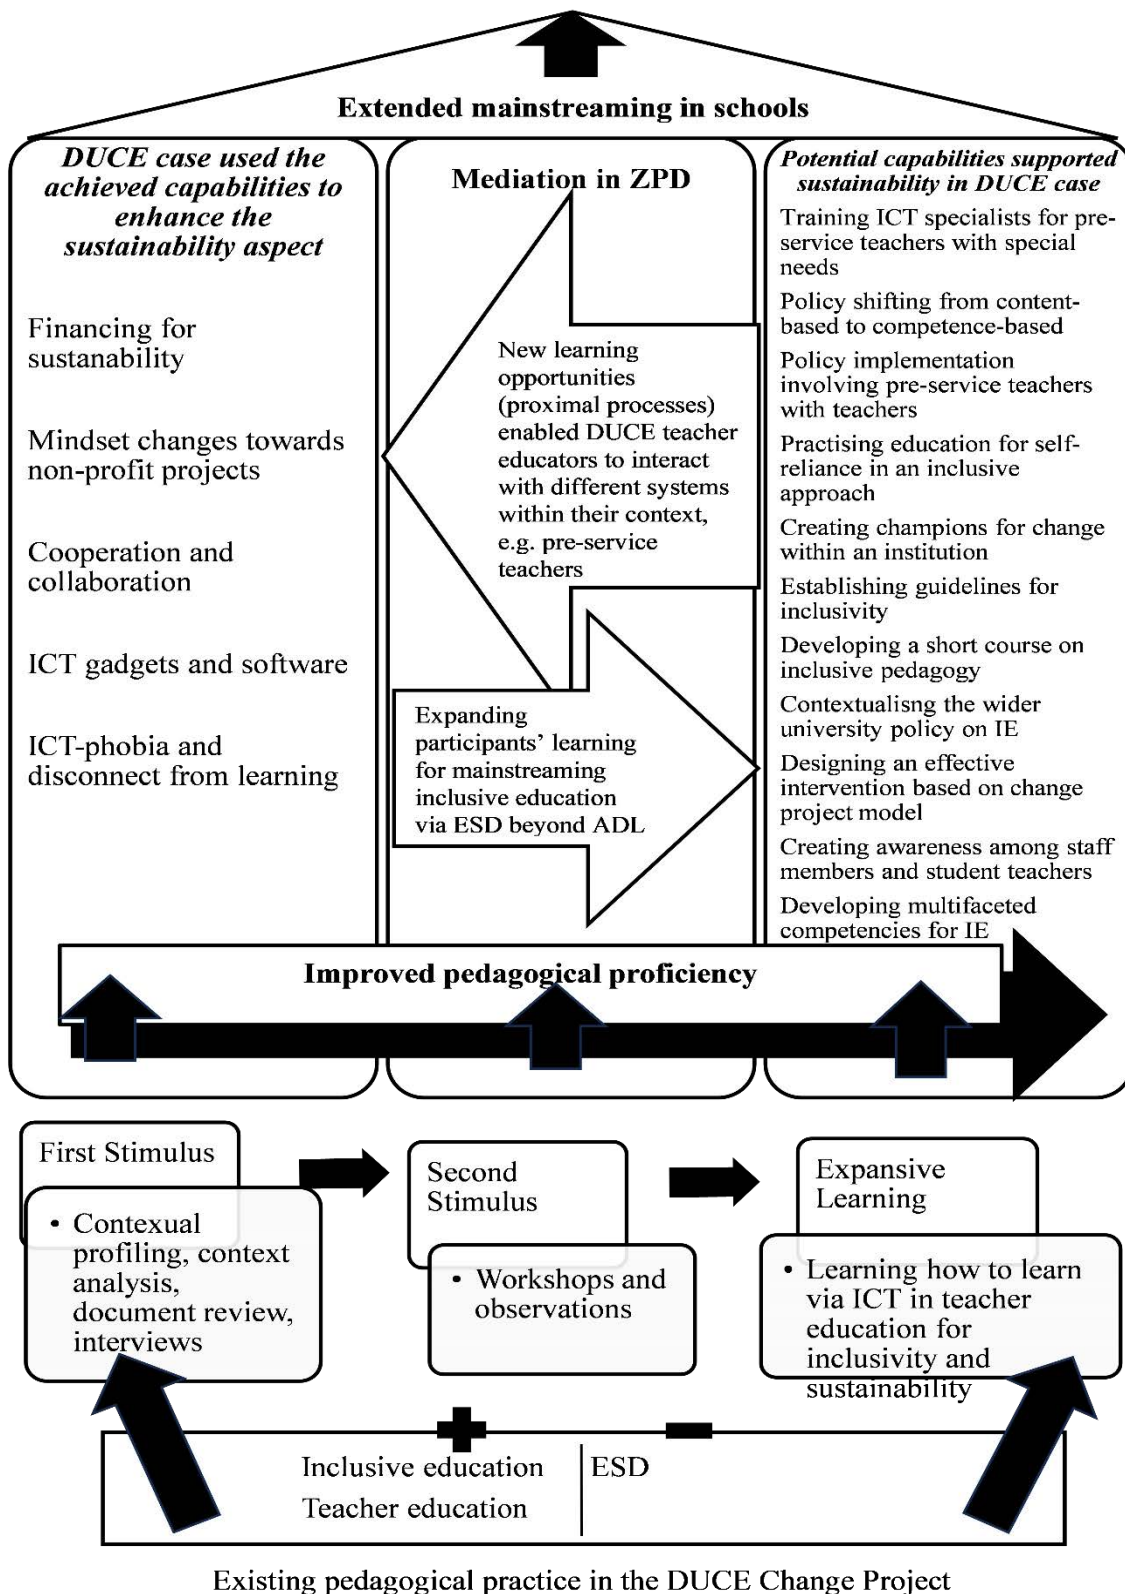 Extended mainstreaming in schools
DUCE case used the
achieved capabilities to
enhance the
sustainability aspect
Financing for
sustanability
Mindset changes towards
non-profit projects
Cooperation and
collaboration
ICT gadgets and software
ICT-phobia and
disconnect from learning
Mediation in ZPD
New learning
opportunities
(proximal processes)
enabled DUCE teacher
educators to interact
with different systems
within their context,
e.g. pre-service
teachers
Expanding
participants’ learning
for mainstreaming
inclusive education
via ESD beyond ADL
Potential capabilities supported
sustainability in DUCE case
Training ICT specialists for pre-
service teachers with special
needs
Policy shifting from content-
based to competence-based
Policy implementation
involving pre-service teachers
with teachers
Practising education for self-
reliance in an inclusive
approach
Creating champions for change
within an institution
Establishing guidelines for
inclusivity
Developing a short course on
inclusive pedagogy
Contextualisng the wider
university policy on IE
Designing an effective
intervention based on change
project model
Creating awareness among staff
members and student teachers
Developing multifaceted
competencies for IE
Improved pedagogical proficiency
First Stimulus
• Contexual
profiling, context
analysis,
document review,
interviews
Second
Stimulus
• Workshops and
observations
Expansive
Learning
• Learning how to learn
via ICT in teacher
education for
inclusivity and
sustainability
Inclusive education
Teacher education
ESD
Existing pedagogical practice in the DUCE Change Project